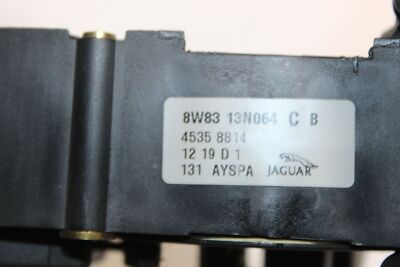 8W83 13N064 C B
4535 8814
12 19 D 1
131 AYSPA JAGUAR